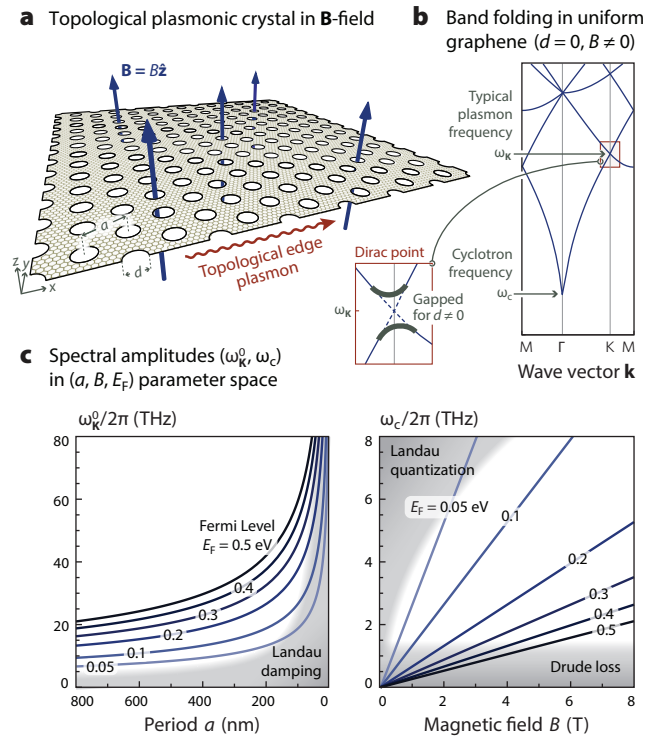 a Topological plasmonic crystal in B-field
B = Bẑ
a
d
z
y
x
Topological edge
plasmon
b Band folding in uniform
graphene (d = 0, B ≠ 0)
Typical
plasmon
frequency
ωK
Cyclotron
frequency
ωc
M Γ K M
Wave vector k
Dirac point
ωK
Gapped
for d ≠ 0
c Spectral amplitudes (ω⁰K, ωc)
in (a, B, EF) parameter space
ω⁰K/2π (THz)
80
60
40
20
0
Fermi Level
EF = 0.5 eV
0.4
0.3
0.2
0.1
0.05
Landau
damping
800 600 400 200 0
Period a (nm)
ωc/2π (THz)
8
6
4
2
0
Landau
quantization
EF = 0.05 eV
0.1
0.2
0.3
0.4
0.5
Drude loss
0 2 4 6 8
Magnetic field B (T)